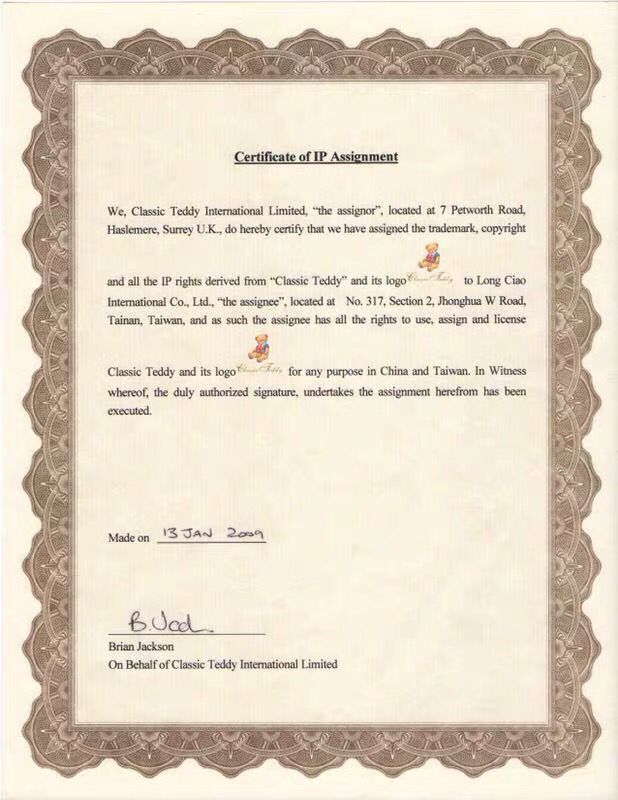 Certificate of IP Assignment
We, Classic Teddy International Limited, “the assignor”, located at 7 Petworth Road,
Haslemere, Surrey U.K., do hereby certify that we have assigned the trademark, copyright
and all the IP rights derived from “Classic Teddy” and its logo Classic Teddy to Long Ciao
International Co., Ltd., “the assignee”, located at No. 317, Section 2, Jhonghua W Road,
Tainan, Taiwan, and as such the assignee has all the rights to use, assign and license
Classic Teddy and its logo Classic Teddy for any purpose in China and Taiwan. In Witness
whereof, the duly authorized signature, undertakes the assignment herefrom has been
executed.
Made on 13 JAN 2009
Brian Jackson
On Behalf of Classic Teddy International Limited